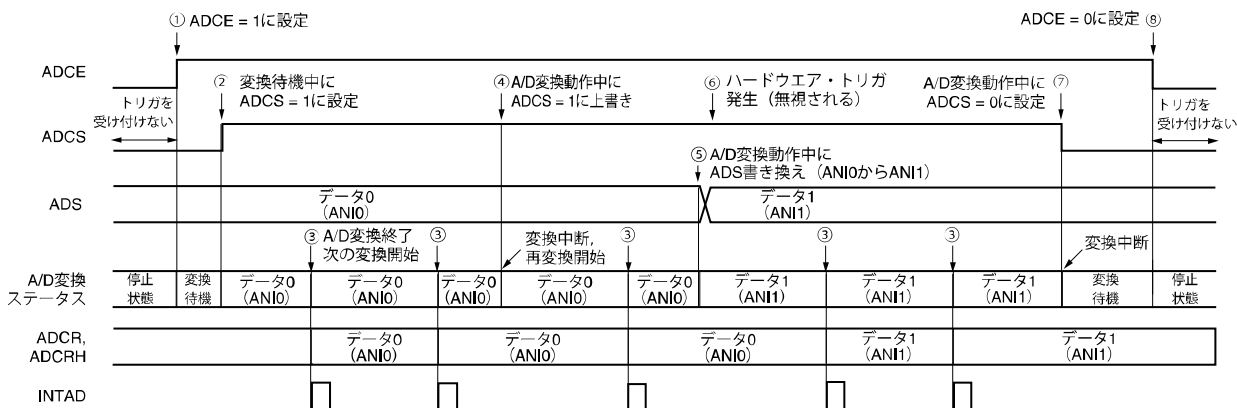 ① ADCE = 1に設定
ADCE = 0に設定 ⑧
ADCE
② 変換待機中に
ADCS = 1に設定
④ A/D変換動作中に
ADCS = 1に上書き
⑥ ハードウエア・トリガ
発生（無視される）
A/D変換動作中に ⑦
ADCS = 0に設定
トリガを
受け付けない
トリガを
受け付けない
ADCS
⑤ A/D変換動作中に
ADS書き換え（ANI0からANI1）
ADS
データ0
(ANI0)
データ1
(ANI1)
③ A/D変換終了
次の変換開始
③
変換中断,
再変換開始
③
③
③
変換中断
A/D変換
ステータス
停止
状態
変換
待機
データ0
(ANI0)
データ0
(ANI0)
データ0
(ANI0)
データ0
(ANI0)
データ0
(ANI0)
データ1
(ANI1)
データ1
(ANI1)
データ1
(ANI1)
変換
待機
停止
状態
ADCR,
ADCRH
データ0
(ANI0)
データ0
(ANI0)
データ0
(ANI0)
データ1
(ANI1)
データ1
(ANI1)
INTAD